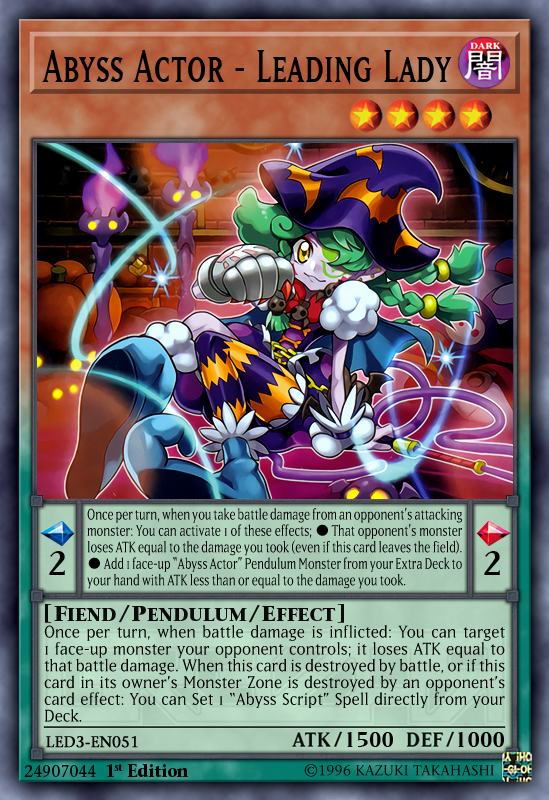 Abyss Actor - Leading Lady
DARK
闇
Once per turn, when you take battle damage from an opponent's attacking
monster: You can activate 1 of these effects; ● That opponent's monster
loses ATK equal to the damage you took (even if this card leaves the field).
● Add 1 face-up "Abyss Actor" Pendulum Monster from your Extra Deck to
your hand with ATK less than or equal to the damage you took.
2
2
[Fiend/Pendulum/Effect]
Once per turn, when battle damage is inflicted: You can target
1 face-up monster your opponent controls; it loses ATK equal to
that battle damage. When this card is destroyed by battle, or if this
card in its owner's Monster Zone is destroyed by an opponent's
card effect: You can Set 1 "Abyss Script" Spell directly from your
Deck.
LED3-EN051
ATK/1500 DEF/1000
24907044 1st Edition
©1996 KAZUKI TAKAHASHI